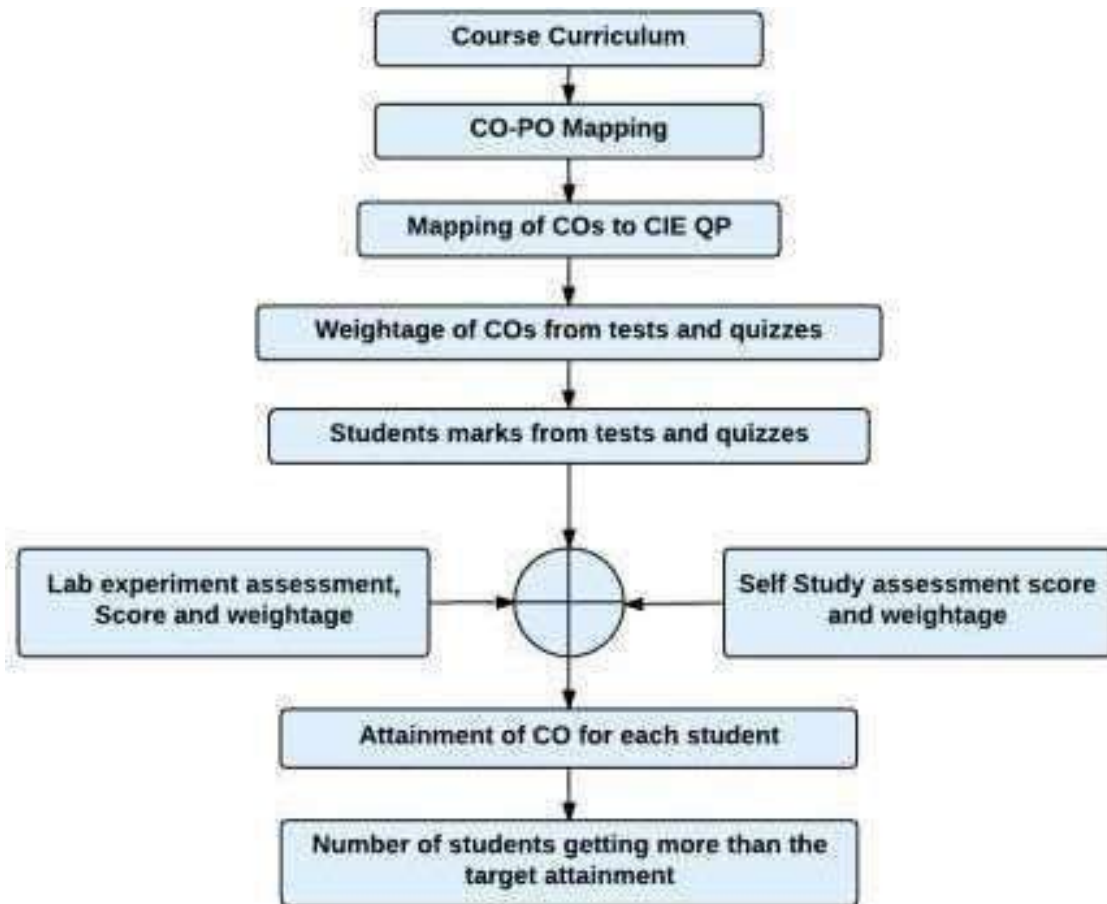 Course Curriculum
CO-PO Mapping
Mapping of COs to CIE QP
Weightage of COs from tests and quizzes
Students marks from tests and quizzes
Lab experiment assessment,
Score and weightage
Self Study assessment score
and weightage
Attainment of CO for each student
Number of students getting more than the
target attainment